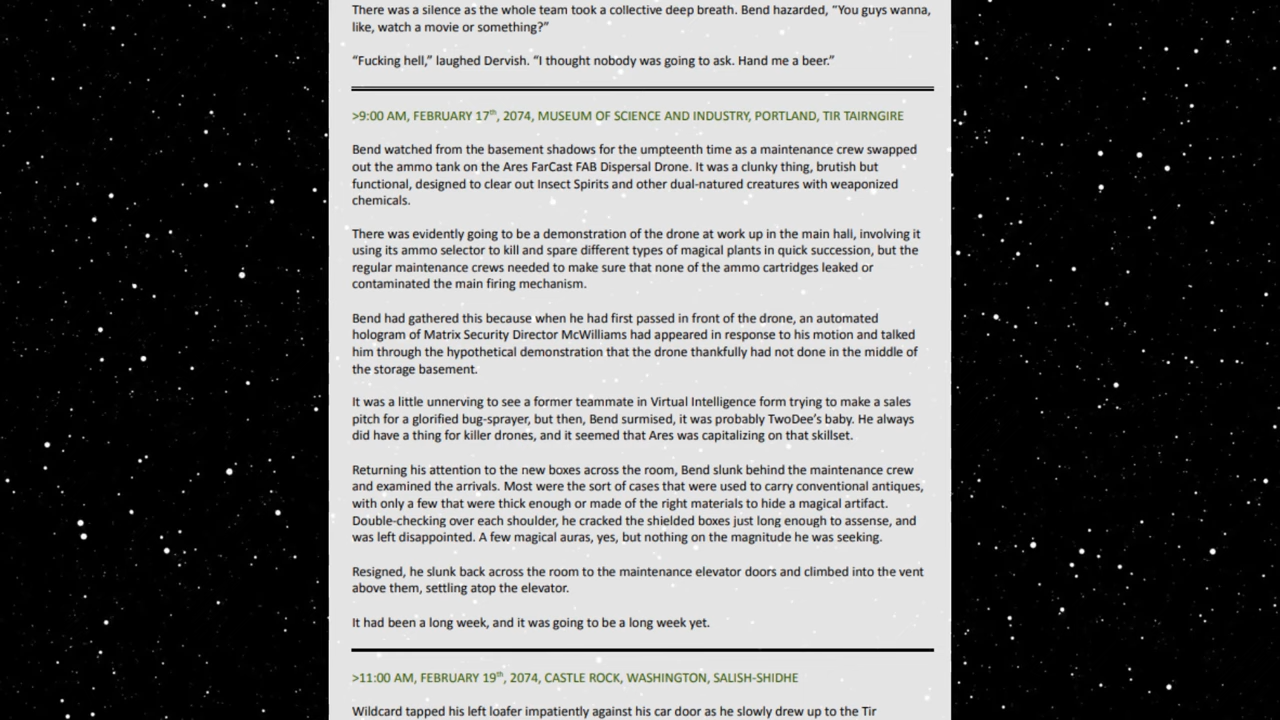 There was a silence as the whole team took a collective deep breath. Bend hazarded, “You guys wanna,
like, watch a movie or something?”
“Fucking hell,” laughed Dervish. “I thought nobody was going to ask. Hand me a beer.”
>9:00 AM, FEBRUARY 17th, 2074, MUSEUM OF SCIENCE AND INDUSTRY, PORTLAND, TIR TAIRNGIRE
Bend watched from the basement shadows for the umpteenth time as a maintenance crew swapped
out the ammo tank on the Ares FarCast FAB Dispersal Drone. It was a clunky thing, brutish but
functional, designed to clear out Insect Spirits and other dual-natured creatures with weaponized
chemicals.
There was evidently going to be a demonstration of the drone at work up in the main hall, involving it
using its ammo selector to kill and spare different types of magical plants in quick succession, but the
regular maintenance crews needed to make sure that none of the ammo cartridges leaked or
contaminated the main firing mechanism.
Bend had gathered this because when he had first passed in front of the drone, an automated
hologram of Matrix Security Director McWilliams had appeared in response to his motion and talked
him through the hypothetical demonstration that the drone thankfully had not done in the middle of
the storage basement.
It was a little unnerving to see a former teammate in Virtual Intelligence form trying to make a sales
pitch for a glorified bug-sprayer, but then, Bend surmised, it was probably TwoDee’s baby. He always
did have a thing for killer drones, and it seemed that Ares was capitalizing on that skillset.
Returning his attention to the new boxes across the room, Bend slunk behind the maintenance crew
and examined the arrivals. Most were the sort of cases that were used to carry conventional antiques,
with only a few that were thick enough or made of the right materials to hide a magical artifact.
Double-checking over each shoulder, he cracked the shielded boxes just long enough to assense, and
was left disappointed. A few magical auras, yes, but nothing on the magnitude he was seeking.
Resigned, he slunk back across the room to the maintenance elevator doors and climbed into the vent
above them, settling atop the elevator.
It had been a long week, and it was going to be a long week yet.
>11:00 AM, FEBRUARY 19th, 2074, CASTLE ROCK, WASHINGTON, SALISH-SHIDHE
Wildcard tapped his left loafer impatiently against his car door as he slowly drew up to the Tir